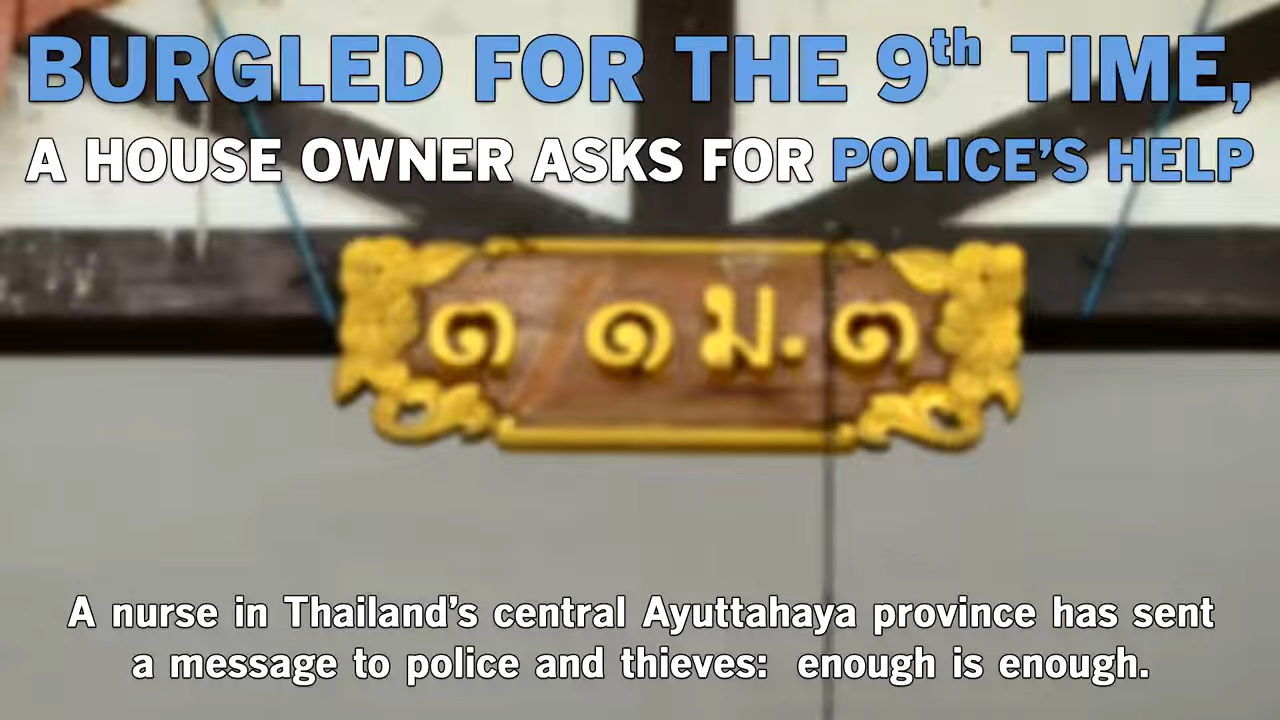 BURGLED FOR THE 9th TIME,
A HOUSE OWNER ASKS FOR POLICE'S HELP
๓ ๑ ม.๓
A nurse in Thailand's central Ayuttahaya province has sent
a message to police and thieves: enough is enough.